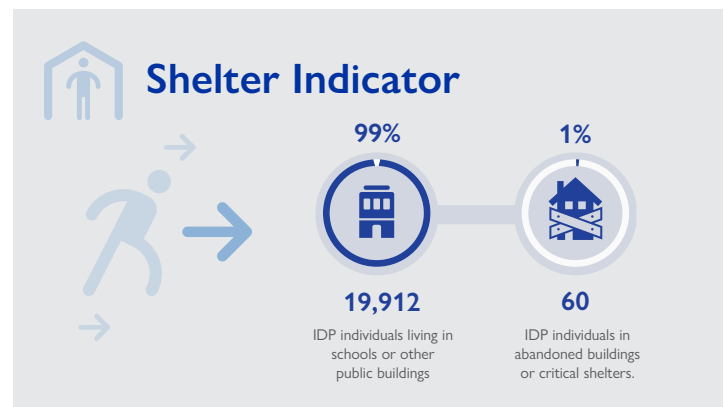 Shelter Indicator
99%
1%
19,912
60
IDP individuals living in
schools or other
public buildings
IDP individuals in
abandoned buildings
or critical shelters.